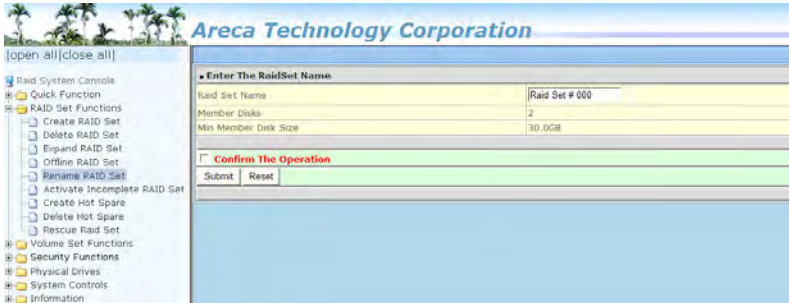 Areca Technology Corporation
|open all|close all|
Raid System Console
Quick Function
RAID Set Functions
Create RAID Set
Delete RAID Set
Expand RAID Set
Offline RAID Set
Rename RAID Set
Activate Incomplete RAID Set
Create Hot Spare
Delete Hot Spare
Rescue Raid Set
Volume Set Functions
Security Functions
Physical Drives
System Controls
Information
▪ Enter The RaidSet Name
Raid Set Name Raid Set # 000
Member Disks 2
Min Member Disk Size 30.0GB
Confirm The Operation
Submit Reset